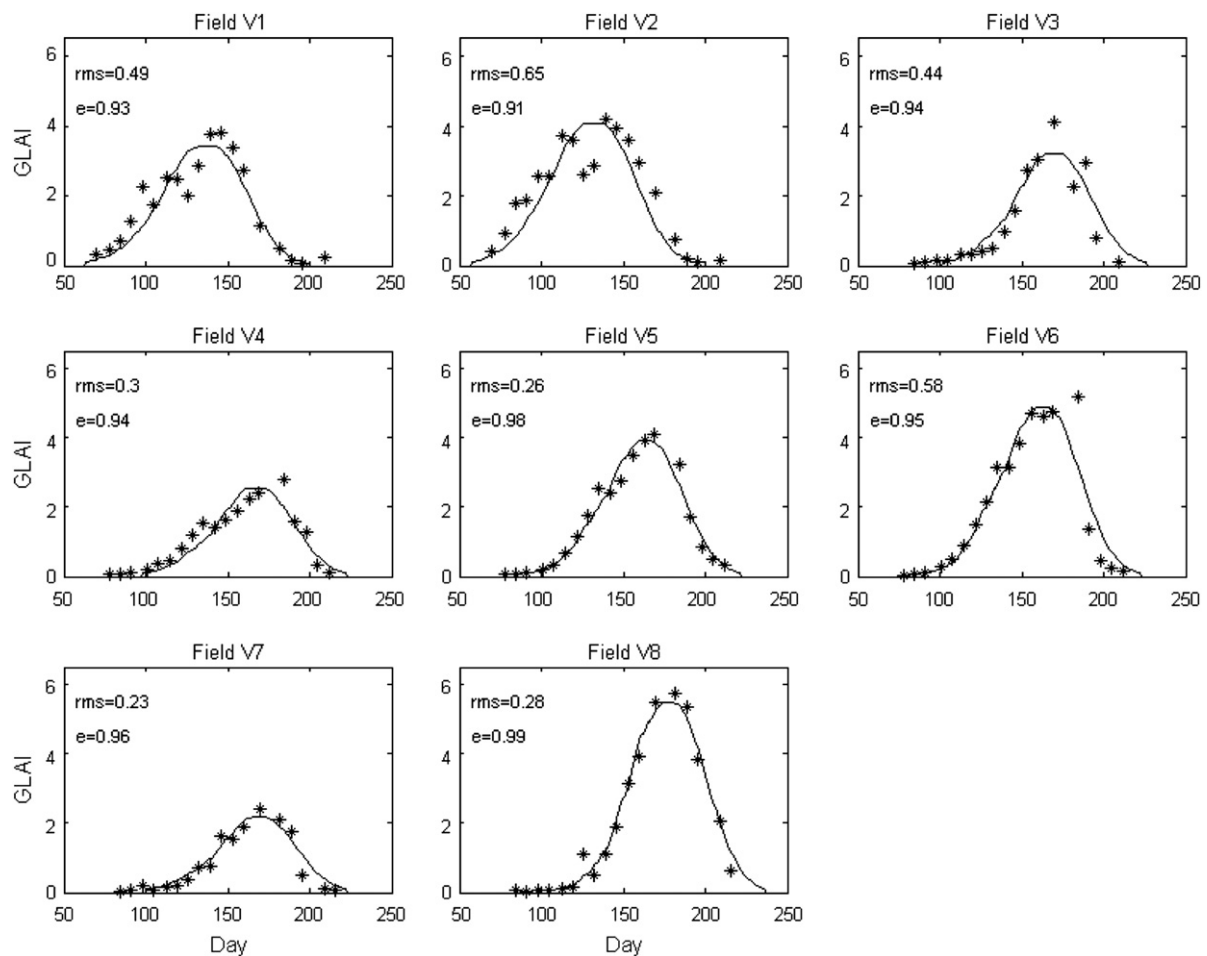 Field V1
6
rms=0.49
e=0.93
4
GLAI
2
0
50 100 150 200 250
Field V2
6
rms=0.65
e=0.91
4
2
0
50 100 150 200 250
Field V3
6
rms=0.44
e=0.94
4
2
0
50 100 150 200 250
Field V4
6
rms=0.3
e=0.94
4
GLAI
2
0
50 100 150 200 250
Field V5
6
rms=0.26
e=0.98
4
2
0
50 100 150 200 250
Field V6
6
rms=0.58
e=0.95
4
2
0
50 100 150 200 250
Field V7
6
rms=0.23
e=0.96
4
GLAI
2
0
50 100 150 200 250
Day
Field V8
6
rms=0.28
e=0.99
4
2
0
50 100 150 200 250
Day